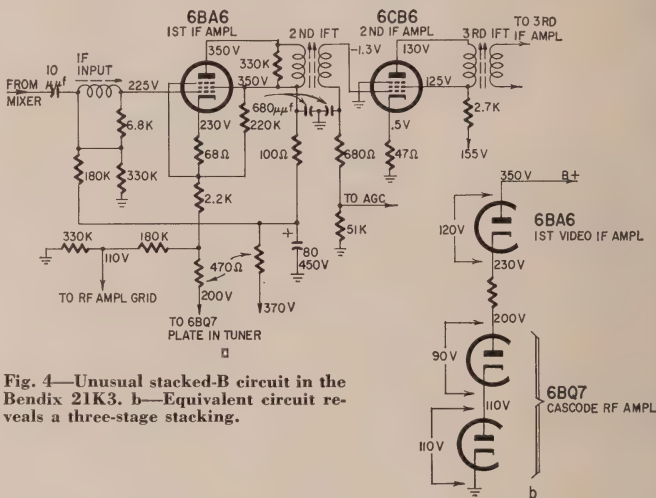 6BA6
1ST IF AMPL
6CB6
2ND IF AMPL
2ND IFT
3RD IFT
TO 3RD
IF AMPL
350V
330K
-1.3V
130V
10
μμf
IF
INPUT
FROM
MIXER
225V
350V
125V
680μμf
6.8K
230V
220K
.5V
2.7K
68Ω
100Ω
680Ω
47Ω
155V
180K
330K
2.2K
TO AGC
350V
B+
330K
180K
110V
+
80
450V
51K
120V
6BA6
1ST VIDEO IF AMPL
470Ω
230V
TO RF AMPL GRID
200V
370V
TO 6BQ7
PLATE IN TUNER
200V
a
90V
6BQ7
CASCODE RF AMPL
110V
110V
b
Fig. 4—Unusual stacked-B circuit in the
Bendix 21K3. b—Equivalent circuit re-
veals a three-stage stacking.